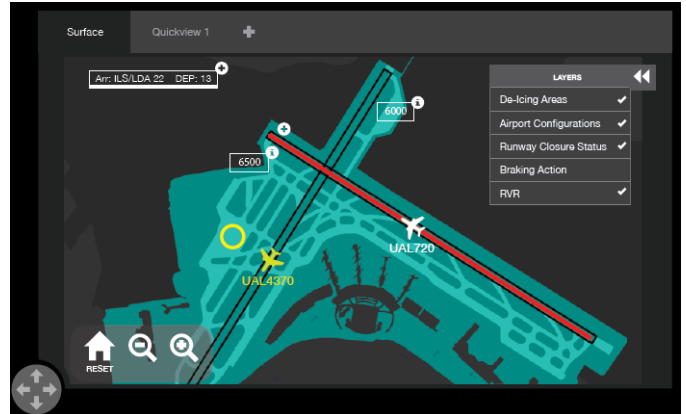 Surface
Quickview 1
Arr: ILS/LDA 22 DEP: 13
LAYERS
De-Icing Areas
Airport Configurations
Runway Closure Status
Braking Action
RVR
6000
6500
UAL720
UAL4370
RESET